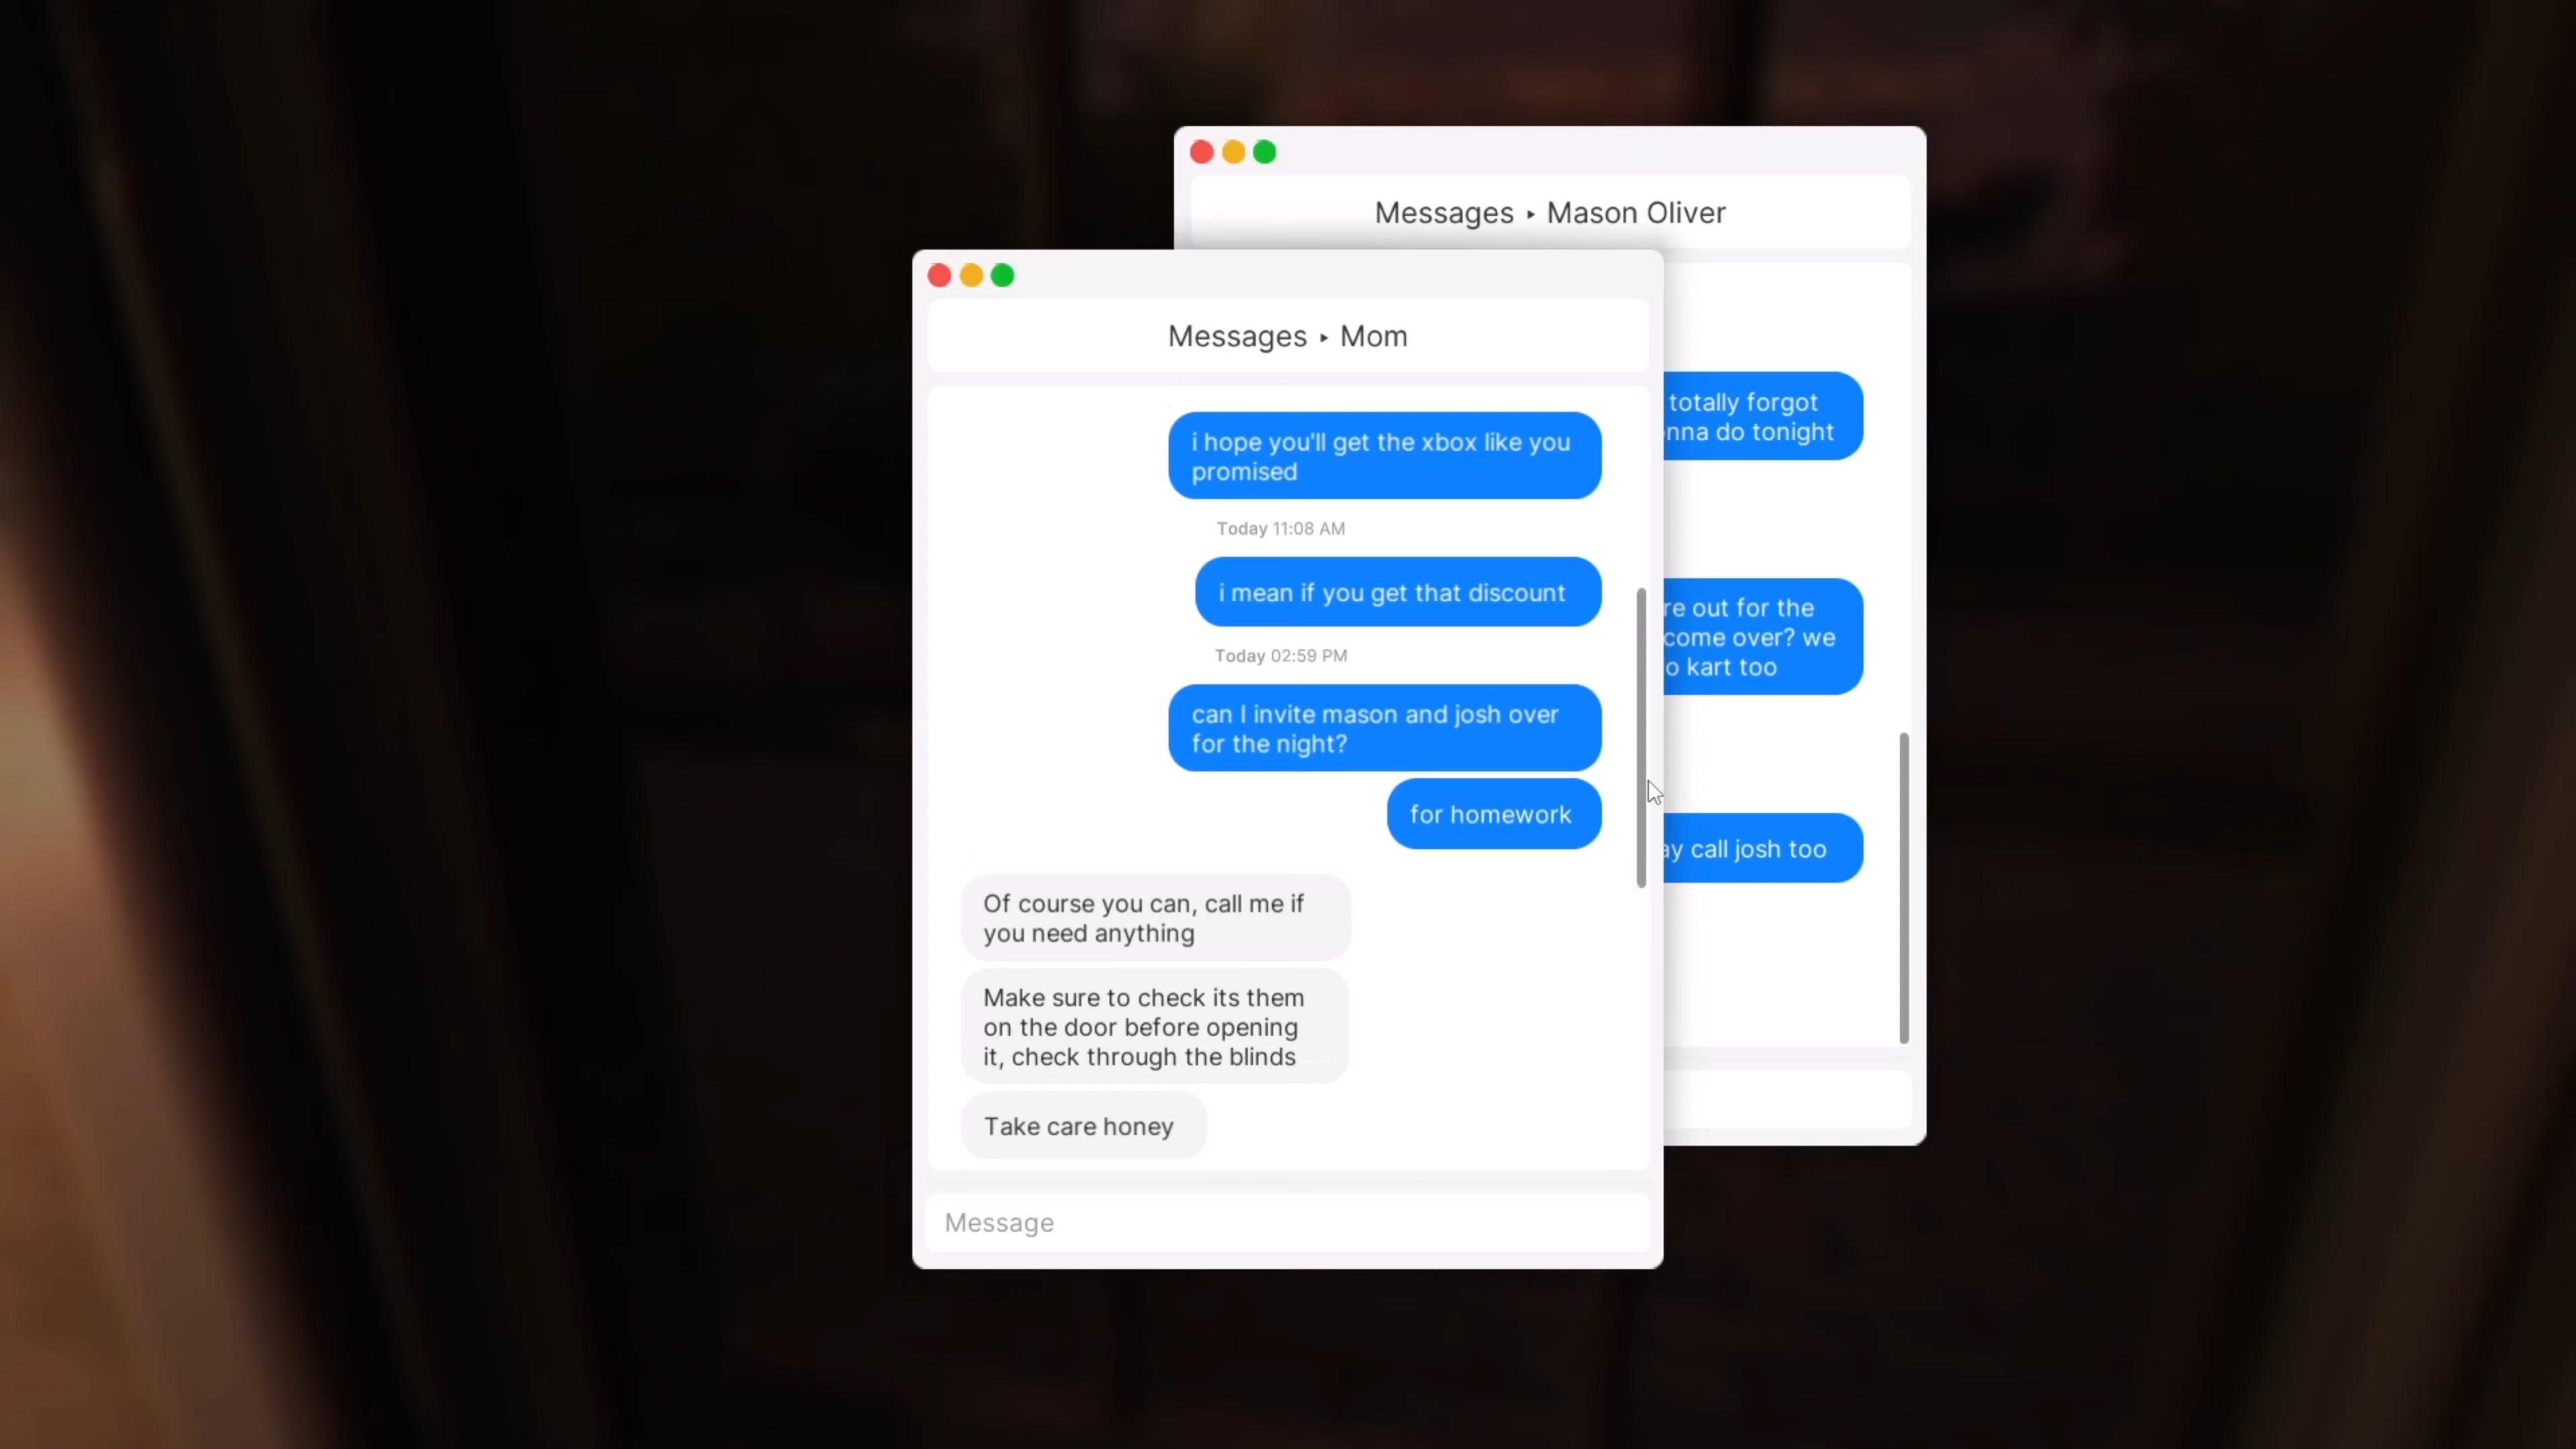 Messages ▸ Mason Oliver
Messages ▸ Mom
i hope you'll get the xbox like you
promised
Today 11:08 AM
i mean if you get that discount
Today 02:59 PM
can I invite mason and josh over
for the night?
for homework
Of course you can, call me if
you need anything
Make sure to check its them
on the door before opening
it, check through the blinds
Take care honey
Message
totally forgot
do tonight
out for the
come over? we
kart too
call josh too